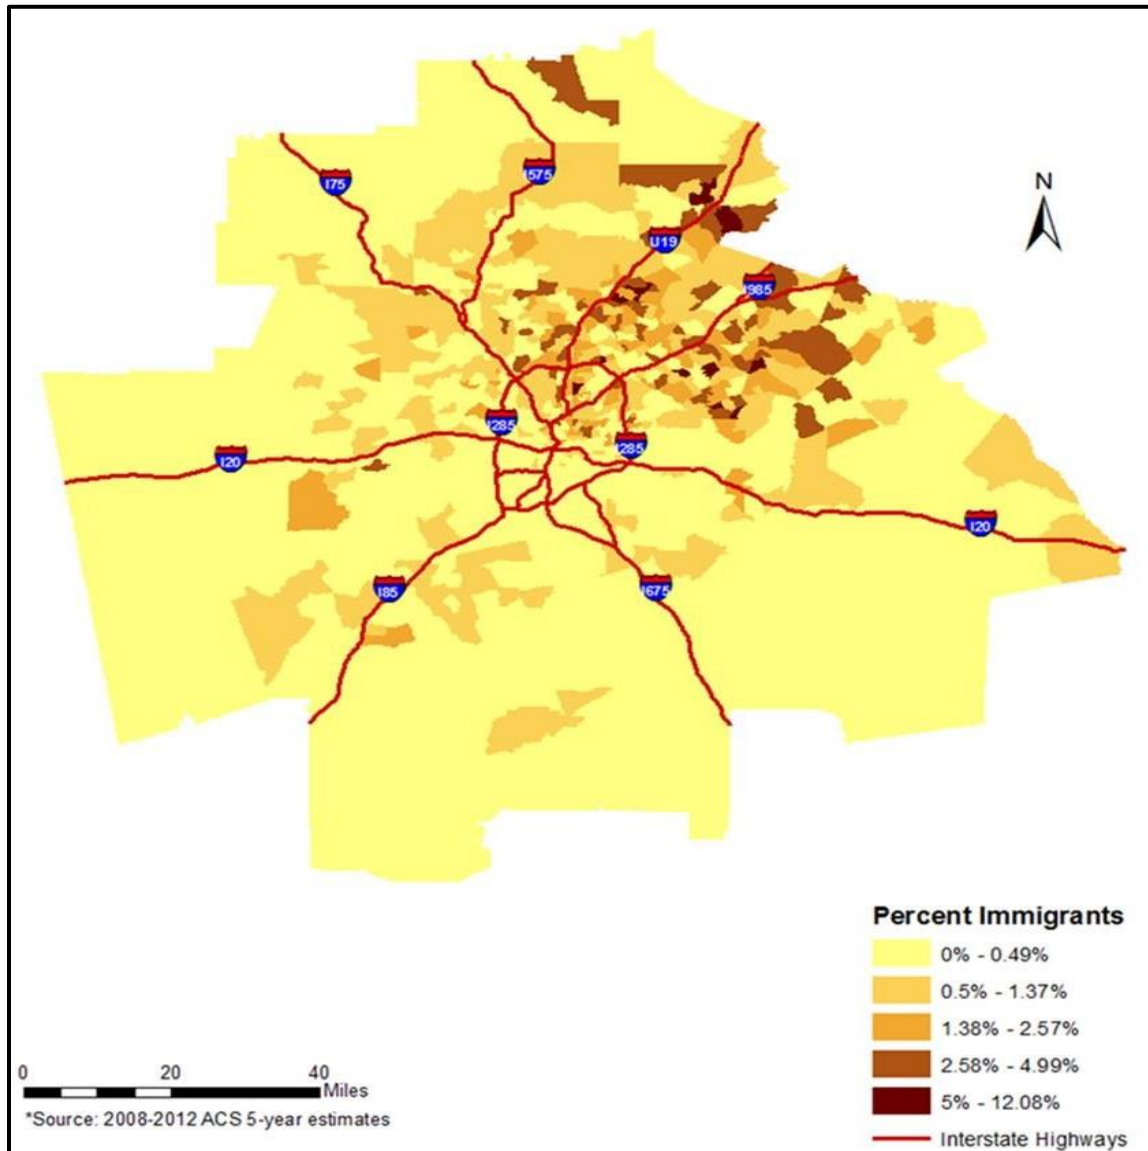 I75
I575
U19
I985
N
I285
I285
I20
I20
I85
I675
Percent Immigrants
0% - 0.49%
0.5% - 1.37%
1.38% - 2.57%
2.58% - 4.99%
5% - 12.08%
Interstate Highways
0 20 40
Miles
*Source: 2008-2012 ACS 5-year estimates